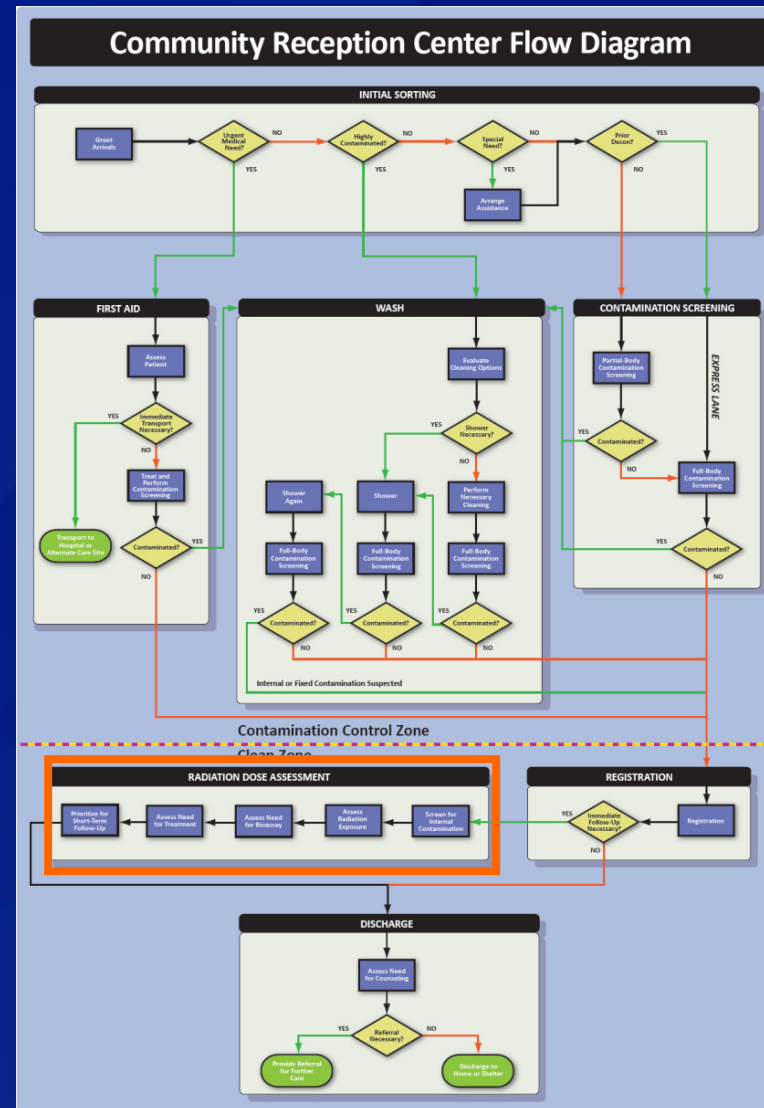 Community Reception Center Flow Diagram
INITIAL SORTING
Greet
Arrivals
Urgent
Medical
Need?
NO
YES
Highly
Contaminated?
NO
YES
Special
Need?
NO
YES
Arrange
Assistance
Prior
Decon?
YES
NO
FIRST AID
Assess
Patient
YES
Immediate
Transport
Necessary?
NO
Treat and
Perform
Contamination
Screening
Transport to
Hospital or
Alternate Care Site
Contaminated?
YES
NO
WASH
Evaluate
Cleaning Options
YES
Shower
Necessary?
NO
Shower
Again
Shower
Perform
Necessary
Cleaning
Full-Body
Contamination
Screening
Full-Body
Contamination
Screening
Full-Body
Contamination
Screening
YES
Contaminated?
NO
YES
Contaminated?
NO
YES
Contaminated?
NO
Internal or Fixed Contamination Suspected
CONTAMINATION SCREENING
Partial-Body
Contamination
Screening
EXPRESS LANE
YES
Contaminated?
NO
Full-Body
Contamination
Screening
YES
Contaminated?
NO
Contamination Control Zone
Clean Zone
RADIATION DOSE ASSESSMENT
Prioritize for
Short-Term
Follow-Up
Assess Need
for Treatment
Assess Need
for Bioessay
Assess
Radiation
Exposure
Screen for
Internal
Contamination
REGISTRATION
YES
Immediate
Follow-Up
Necessary?
NO
Registration
DISCHARGE
Assess Need
for Counseling
YES
Referral
Necessary?
NO
Provide Referral
for Further
Care
Discharge to
Home or Shelter